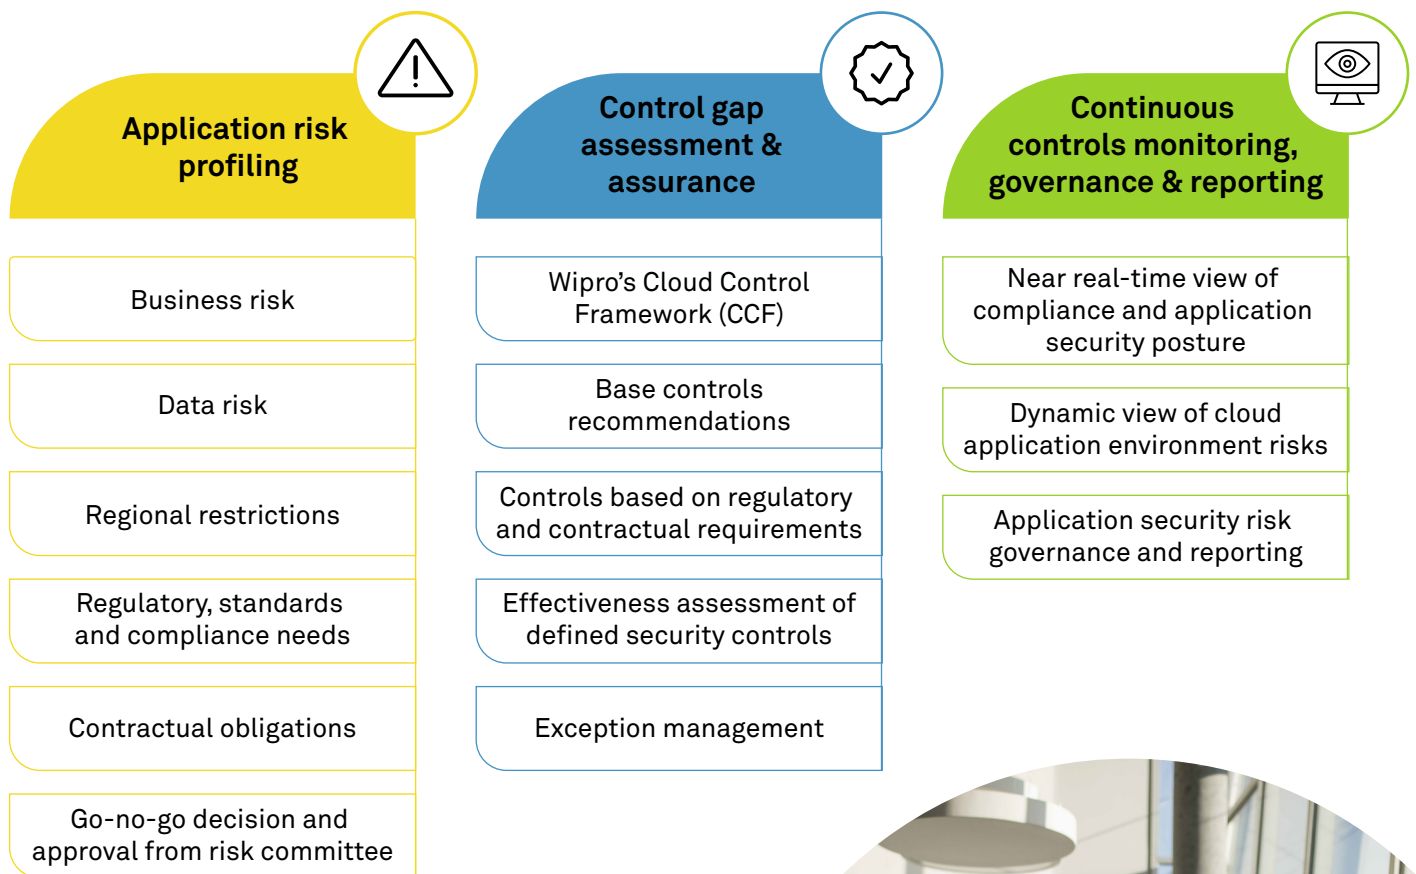 Application risk
profiling
Business risk
Data risk
Regional restrictions
Regulatory, standards
and compliance needs
Contractual obligations
Go-no-go decision and
approval from risk committee
Control gap
assessment &
assurance
Wipro’s Cloud Control
Framework (CCF)
Base controls
recommendations
Controls based on regulatory
and contractual requirements
Effectiveness assessment of
defined security controls
Exception management
Continuous
controls monitoring,
governance & reporting
Near real-time view of
compliance and application
security posture
Dynamic view of cloud
application environment risks
Application security risk
governance and reporting